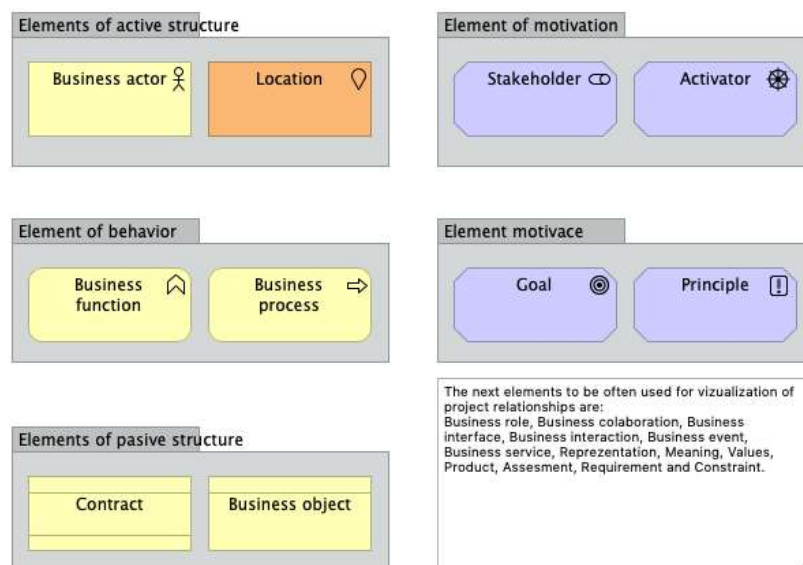 Elements of active structure
Business actor
Location
Element of motivation
Stakeholder
Activator
Element of behavior
Business
function
Business
process
Element motivace
Goal
Principle
Elements of pasive structure
Contract
Business object
The next elements to be often used for vizualization of
project relationships are:
Business role, Business colaboration, Business
interface, Business interaction, Business event,
Business service, Reprezentation, Meaning, Values,
Product, Assesment, Requirement and Constraint.